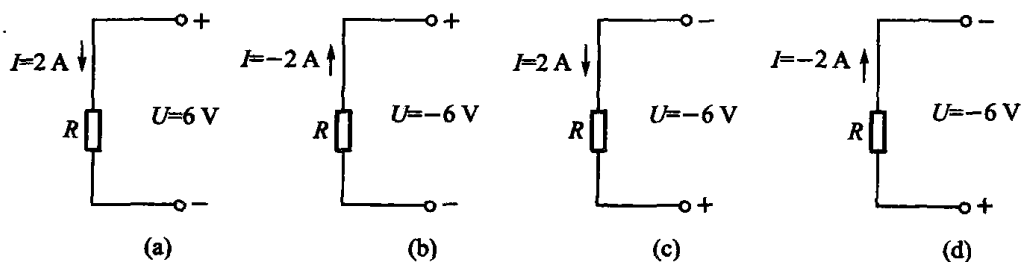 + + − −
I=2 A I=−2 A I=2 A I=−2 A
R U=6 V R U=−6 V R U=−6 V R U=−6 V
− − + +
(a) (b) (c) (d)